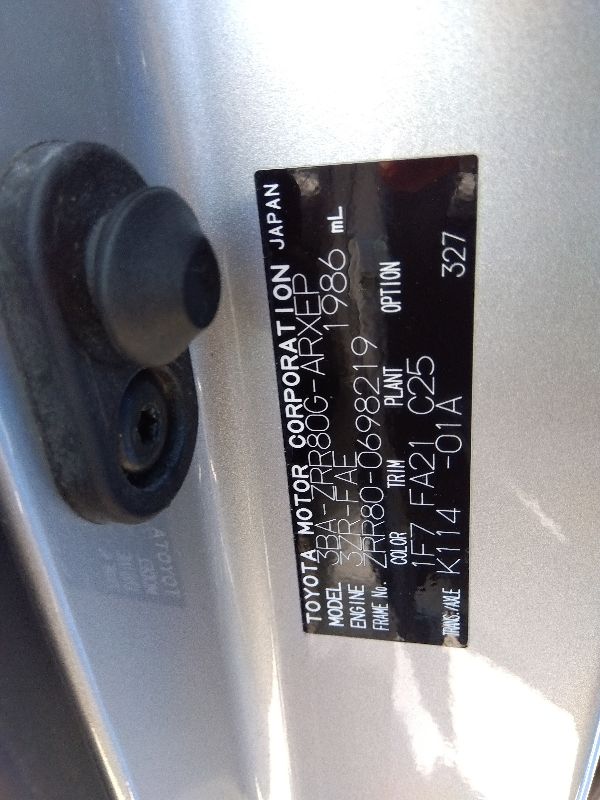 TOYOTA MOTOR CORPORATION JAPAN
MODEL 3BA-ZRR80G-ARXEP
ENGINE 3ZR-FAE 1986 mL
FRAME No. ZRR80-0698219
COLOR TRIM PLANT OPTION
1F7 FA21 C25
TRANS./AXLE K114 -01A 327